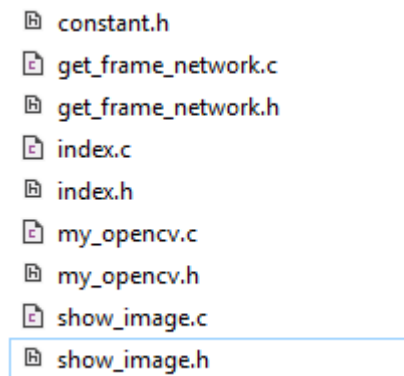 constant.h
get_frame_network.c
get_frame_network.h
index.c
index.h
my_opencv.c
my_opencv.h
show_image.c
show_image.h